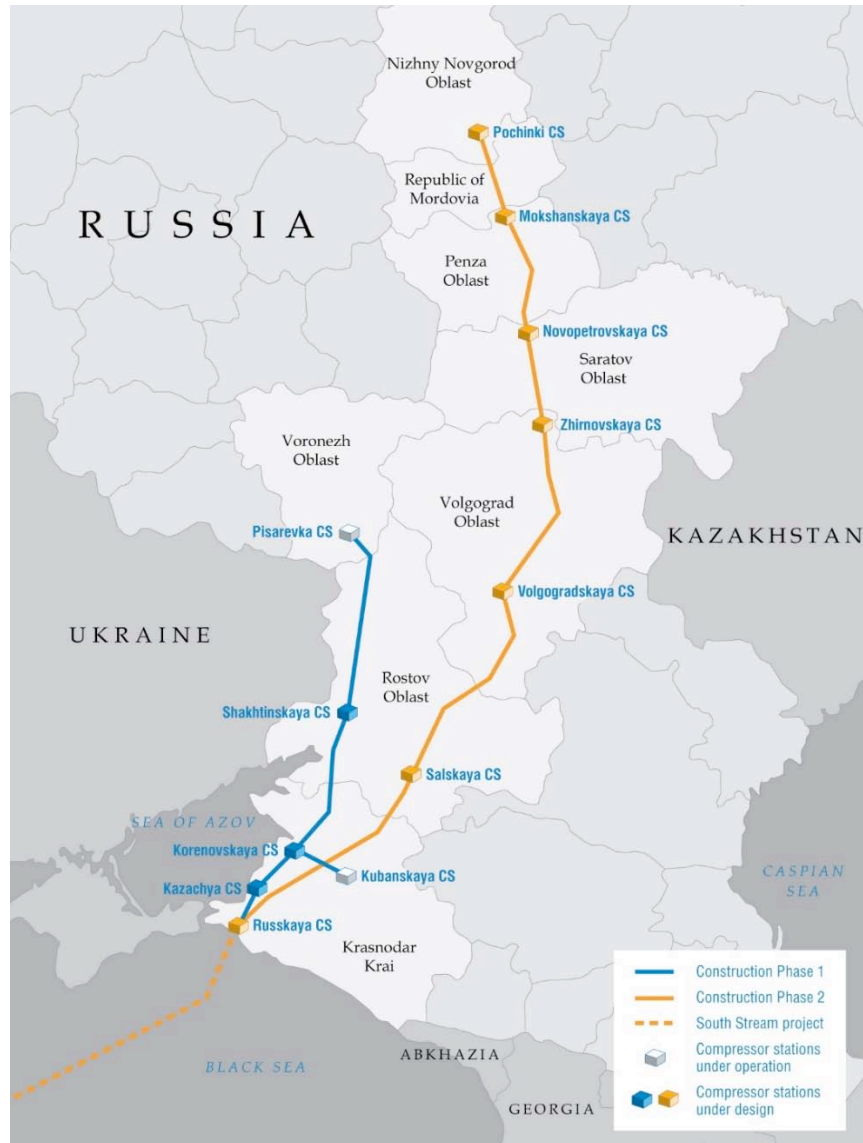 Nizhny Novgorod
Oblast
Pochinki CS
Republic of
Mordovia
Mokshanskaya CS
RUSSIA
Penza
Oblast
Novopetrovskaya CS
Saratov
Oblast
Zhirnovskaya CS
Voronezh
Oblast
Volgograd
Oblast
Pisarevka CS
KAZAKHSTAN
Volgogradskaya CS
UKRAINE
Rostov
Oblast
Shakhtinskaya CS
Salskaya CS
SEA OF AZOV
Korenovskaya CS
Kubanskaya CS
CASPIAN
SEA
Kazachya CS
Russkaya CS
Krasnodar
Krai
Construction Phase 1
Construction Phase 2
South Stream project
Compressor stations
under operation
Compressor stations
under design
ABKHAZIA
BLACK SEA
GEORGIA